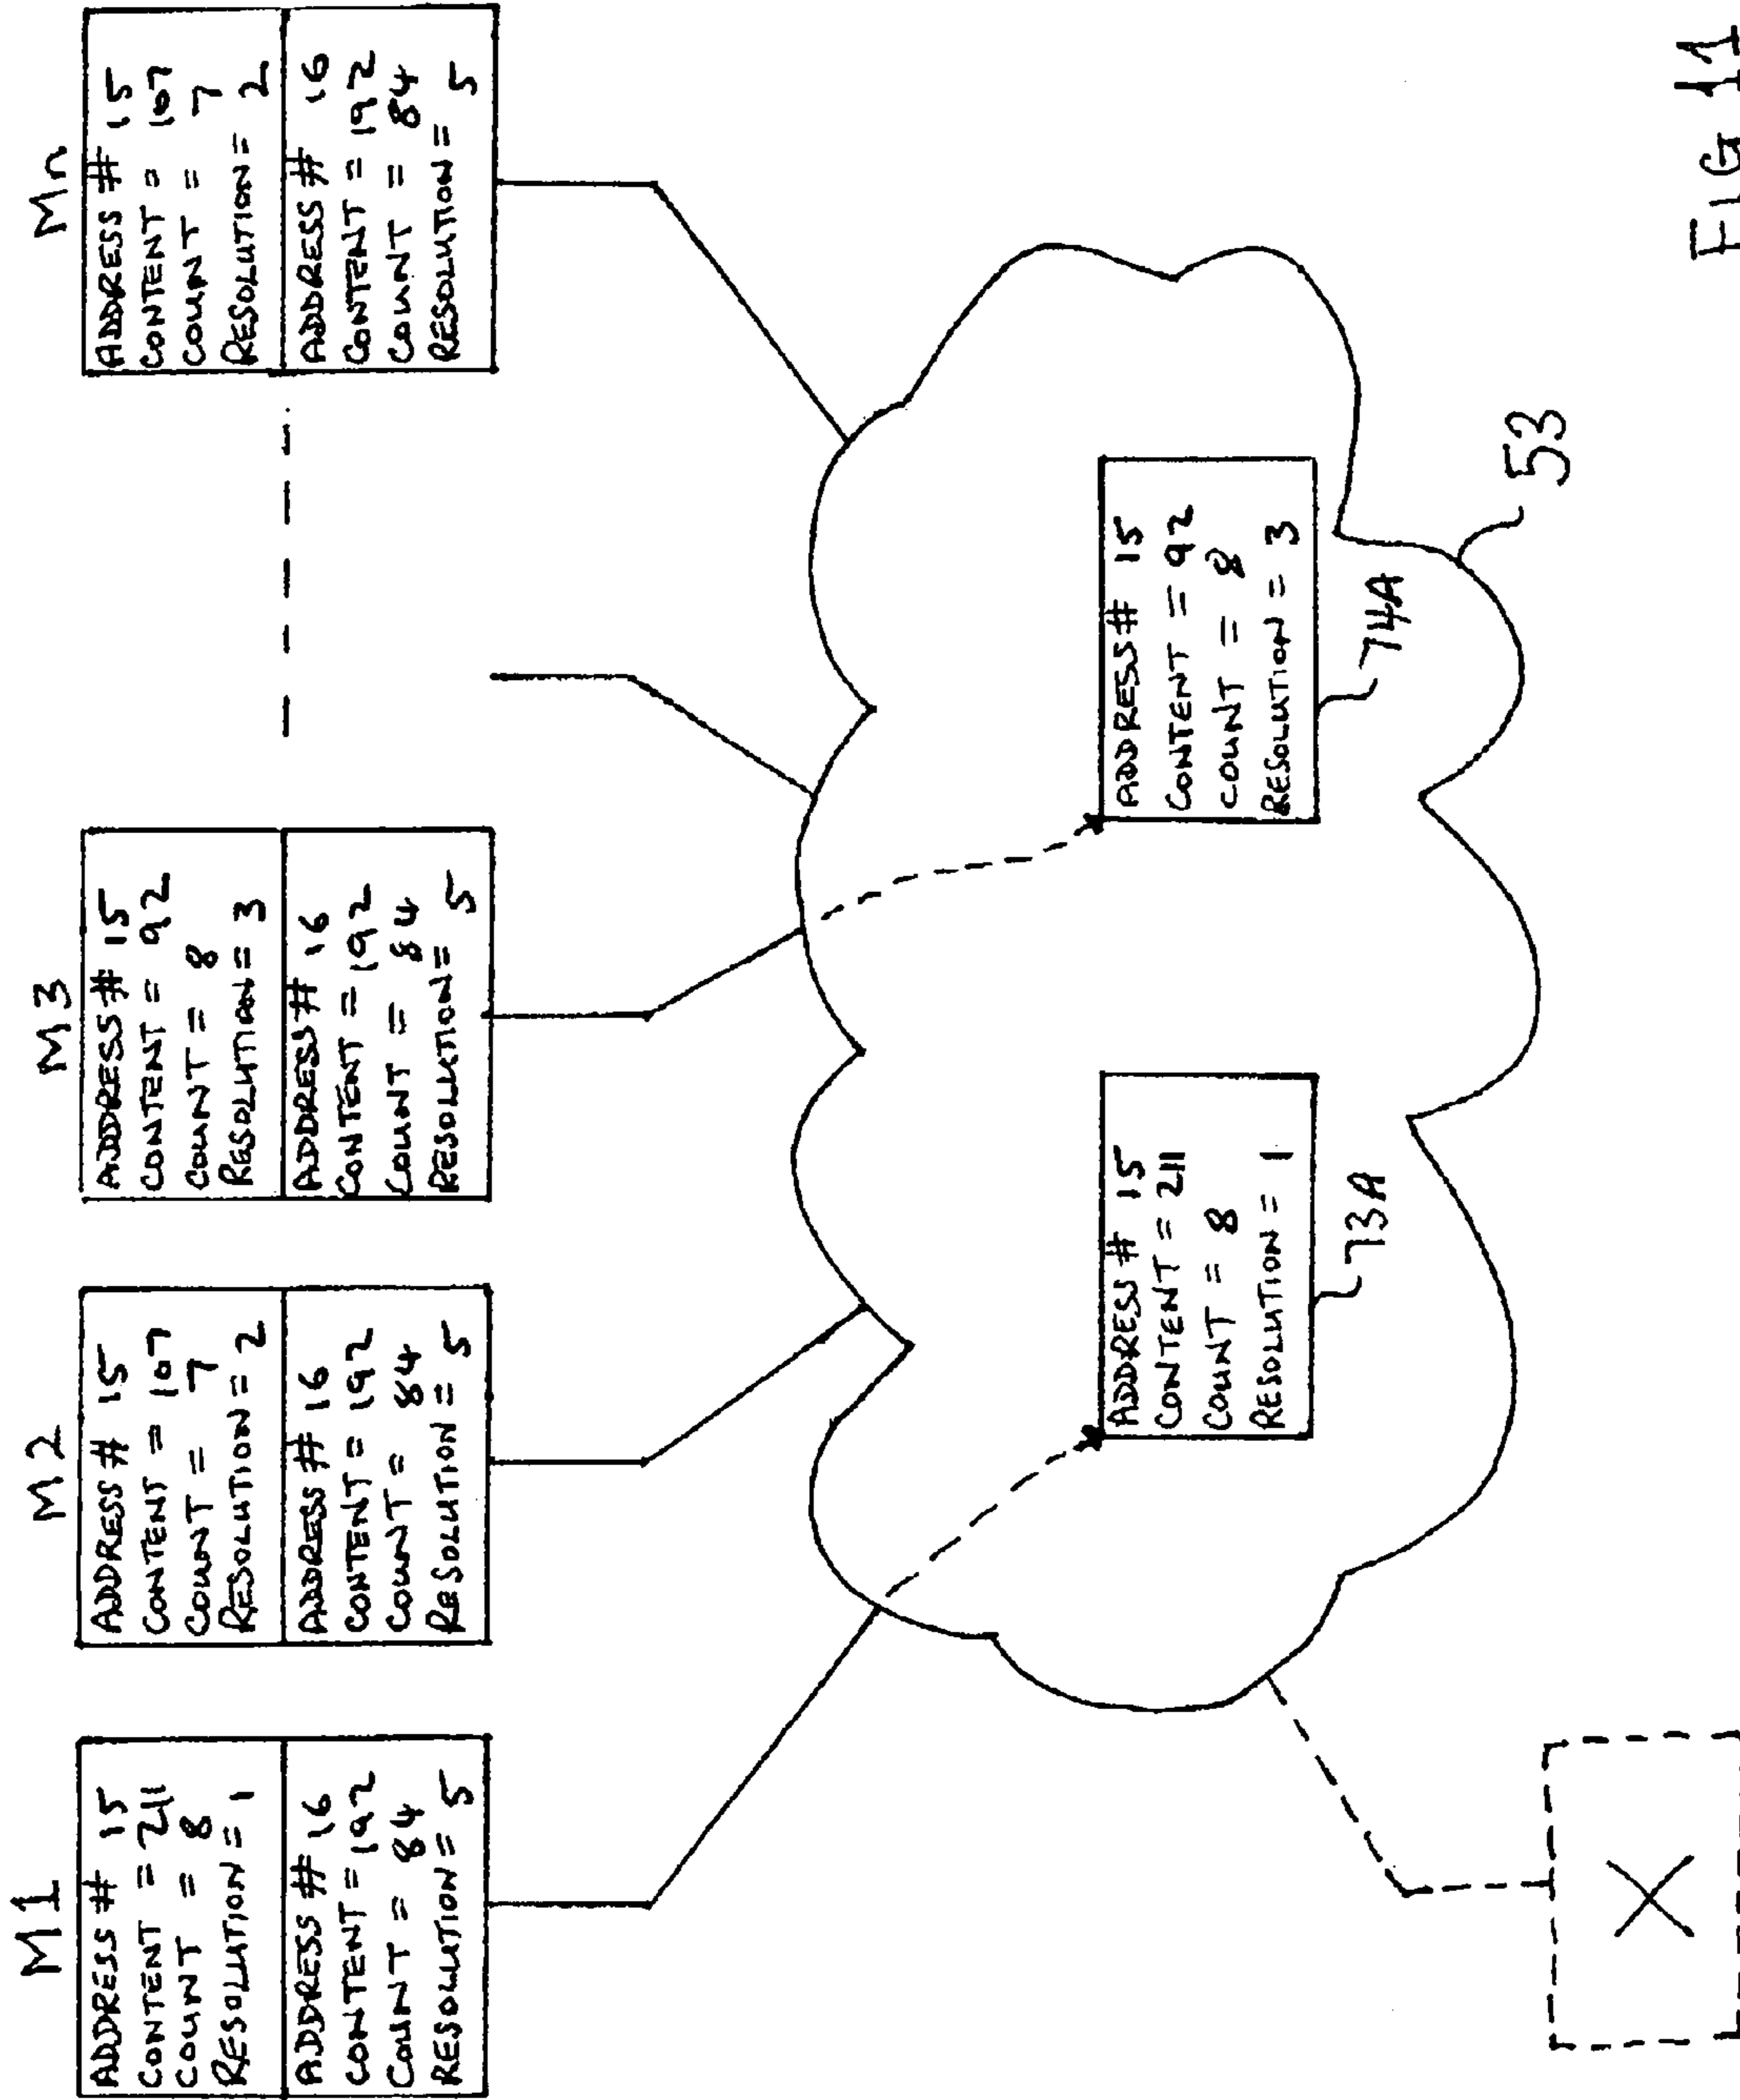 M1
ADDRESS # 15
CONTENT = 211
COUNT = 8
RESOLUTION = 1
ADDRESS # 16
CONTENT = 192
COUNT = 84
RESOLUTION = 5
M2
ADDRESS # 15
CONTENT = 107
COUNT = 7
RESOLUTION = 2
ADDRESS # 16
CONTENT = 192
COUNT = 84
RESOLUTION = 5
M3
ADDRESS # 15
CONTENT = 92
COUNT = 8
RESOLUTION = 3
ADDRESS # 16
CONTENT = 192
COUNT = 84
RESOLUTION = 5
Mn
ADDRESS # 15
CONTENT = 107
COUNT = 7
RESOLUTION = 2
ADDRESS # 16
CONTENT = 192
COUNT = 84
RESOLUTION = 5
ADDRESS # 15
CONTENT = 211
COUNT = 8
RESOLUTION = 1
73A
ADDRESS # 15
CONTENT = 92
COUNT = 8
RESOLUTION = 3
74A
53
X
FIG 11